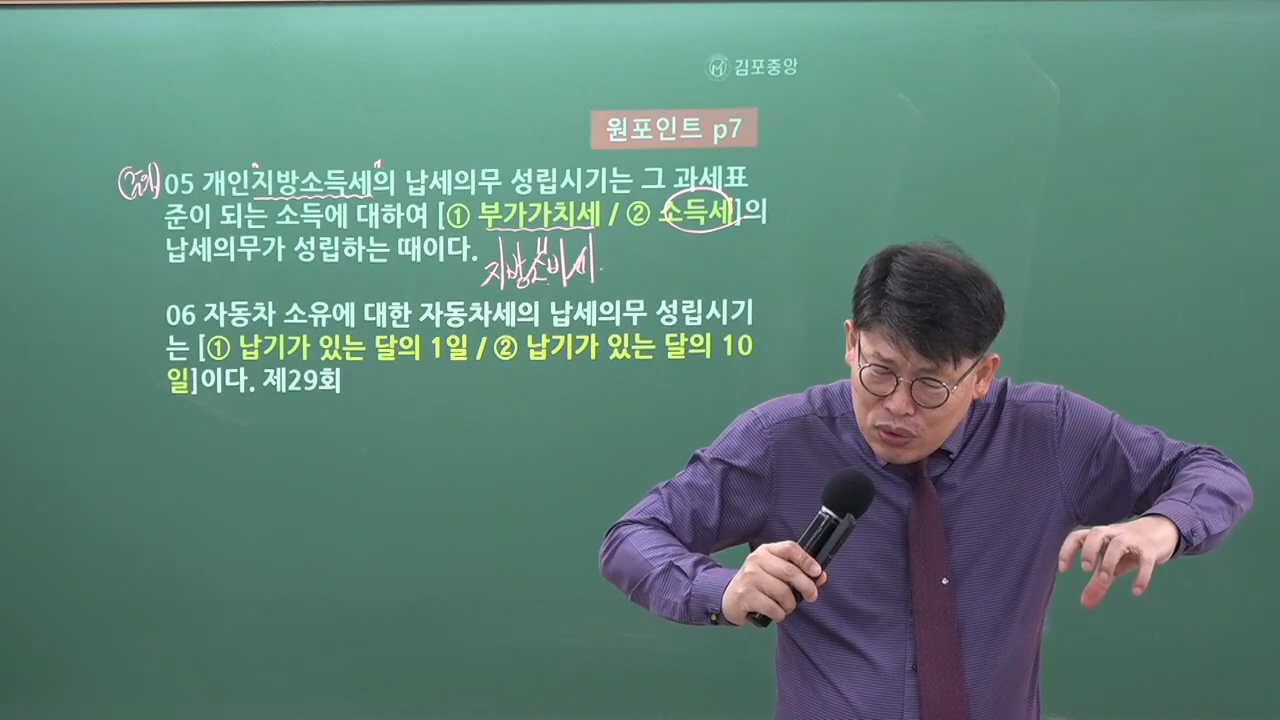 김포중앙
원포인트 p7
05 개인지방소득세의 납세의무 성립시기는 그 과세표
준이 되는 소득에 대하여 [① 부가가치세 / ② 소득세]의
납세의무가 성립하는 때이다.
지방소비세.
06 자동차 소유에 대한 자동차세의 납세의무 성립시기
는 [① 납기가 있는 달의 1일 / ② 납기가 있는 달의 10
일]이다. 제29회